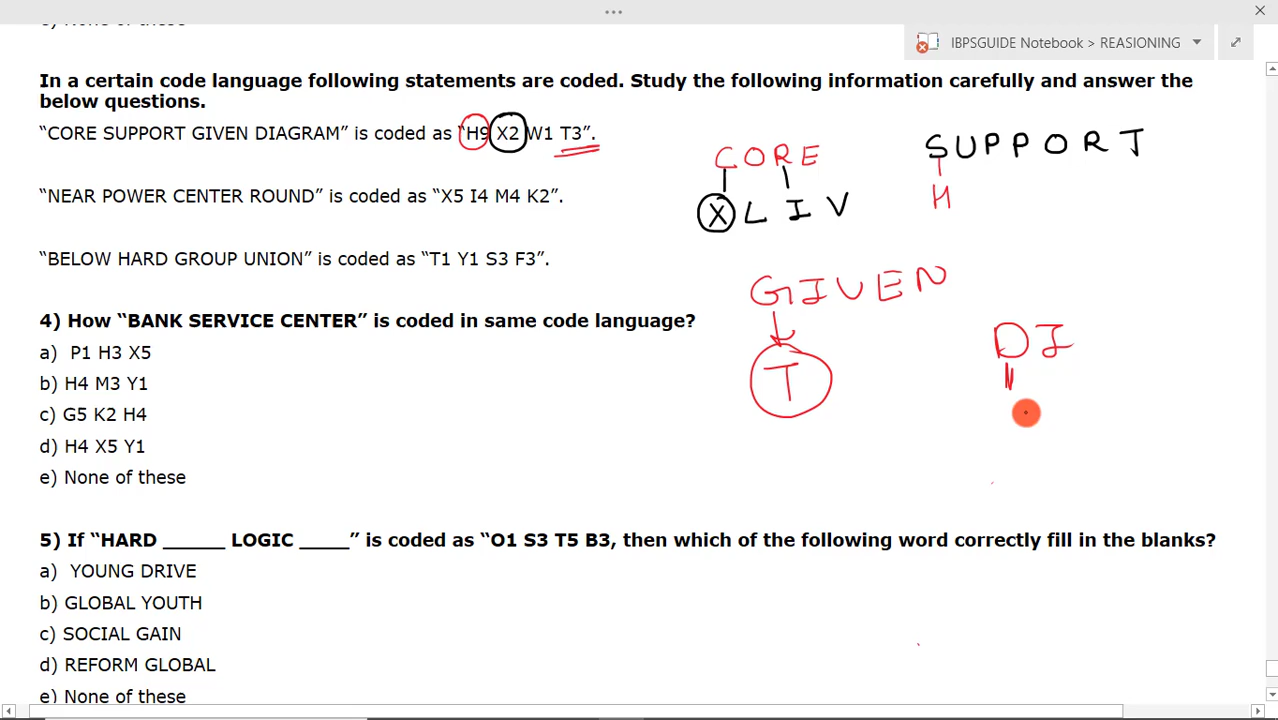 IBPSGUIDE Notebook > REASIONING
In a certain code language following statements are coded. Study the following information carefully and answer the
below questions.
“CORE SUPPORT GIVEN DIAGRAM” is coded as “H9 X2 W1 T3”.
CORE
SUPPORT
“NEAR POWER CENTER ROUND” is coded as “X5 I4 M4 K2”.
X L I V
H
“BELOW HARD GROUP UNION” is coded as “T1 Y1 S3 F3”.
GIVEN
4) How “BANK SERVICE CENTER” is coded in same code language?
DI
a) P1 H3 X5
T
b) H4 M3 Y1
c) G5 K2 H4
d) H4 X5 Y1
e) None of these
5) If “HARD _____ LOGIC ____” is coded as “O1 S3 T5 B3, then which of the following word correctly fill in the blanks?
a) YOUNG DRIVE
b) GLOBAL YOUTH
c) SOCIAL GAIN
d) REFORM GLOBAL
e) None of these